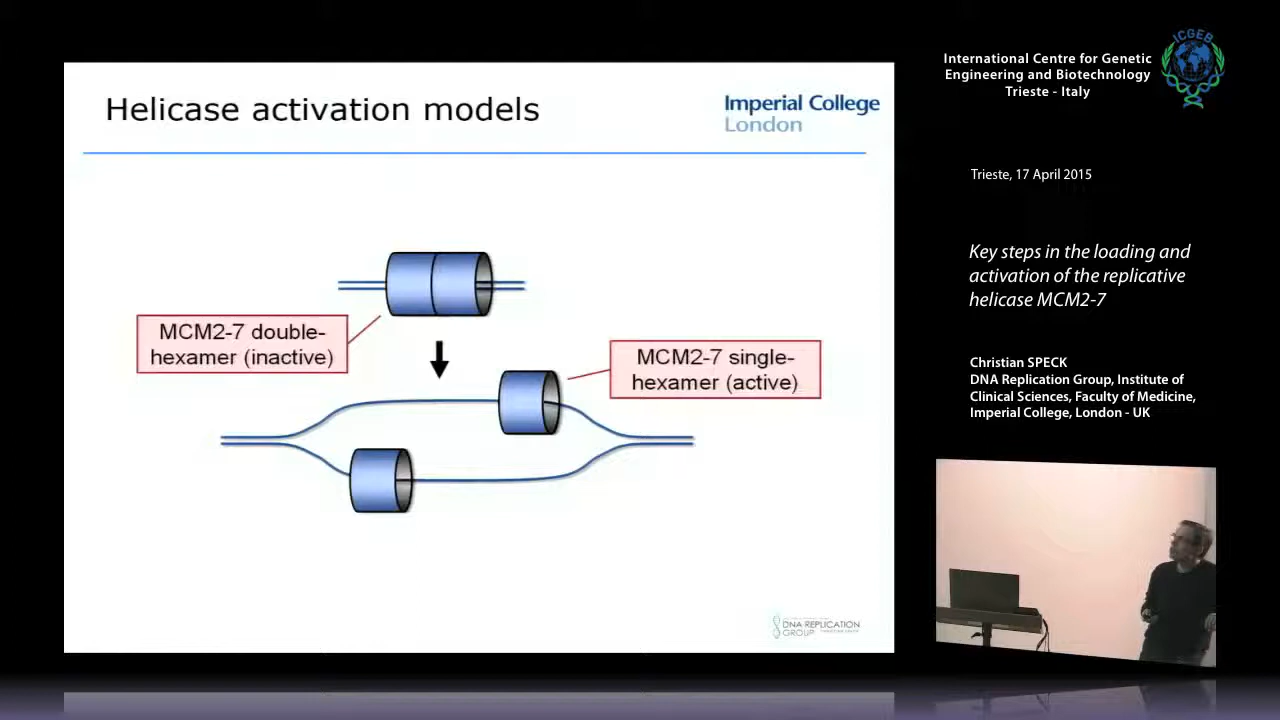 Helicase activation models
Imperial College
London
MCM2-7 double-
hexamer (inactive)
MCM2-7 single-
hexamer (active)
DNA REPLICATION
GROUP
International Centre for Genetic
Engineering and Biotechnology
Trieste - Italy
ICGEB
Trieste, 17 April 2015
Key steps in the loading and
activation of the replicative
helicase MCM2-7
Christian SPECK
DNA Replication Group, Institute of
Clinical Sciences, Faculty of Medicine,
Imperial College, London - UK